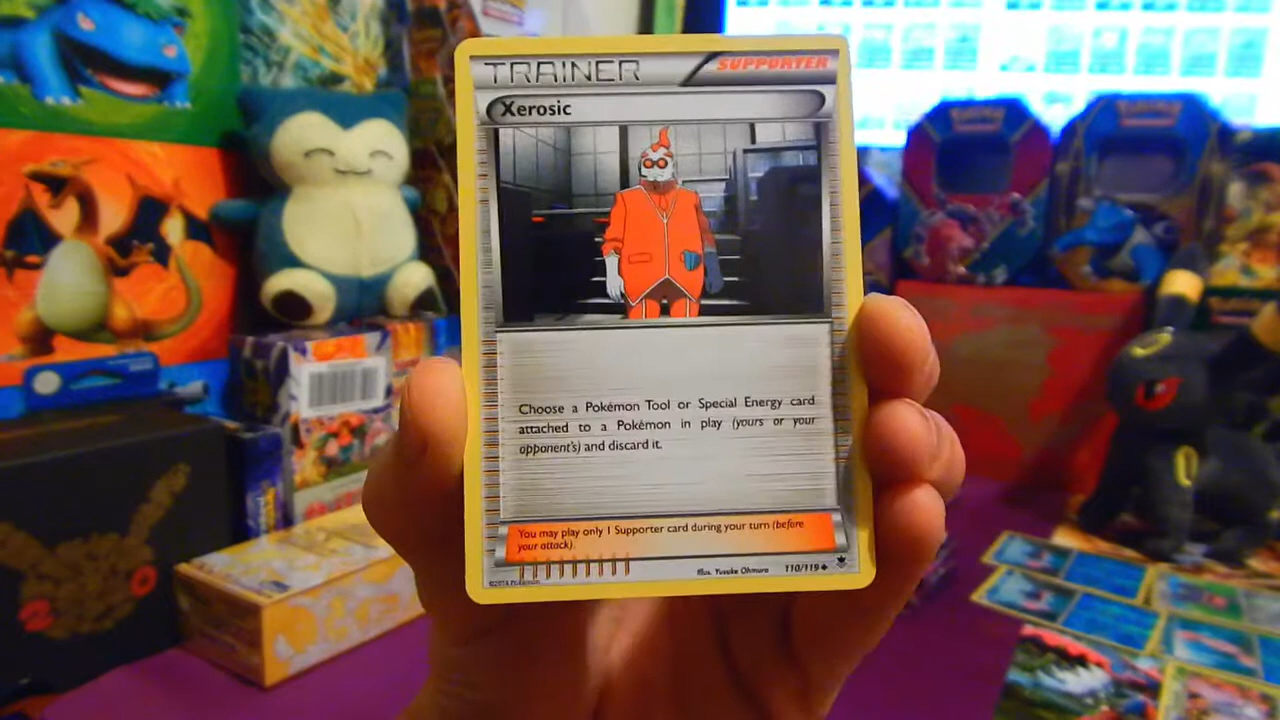 TRAINER SUPPORTER
Xerosic
Choose a Pokémon Tool or Special Energy card
attached to a Pokémon in play (yours or your
opponent's) and discard it.
You may play only 1 Supporter card during your turn (before
your attack).
Illus. Yusuke Ohmura 110/119
©2014 Pokémon